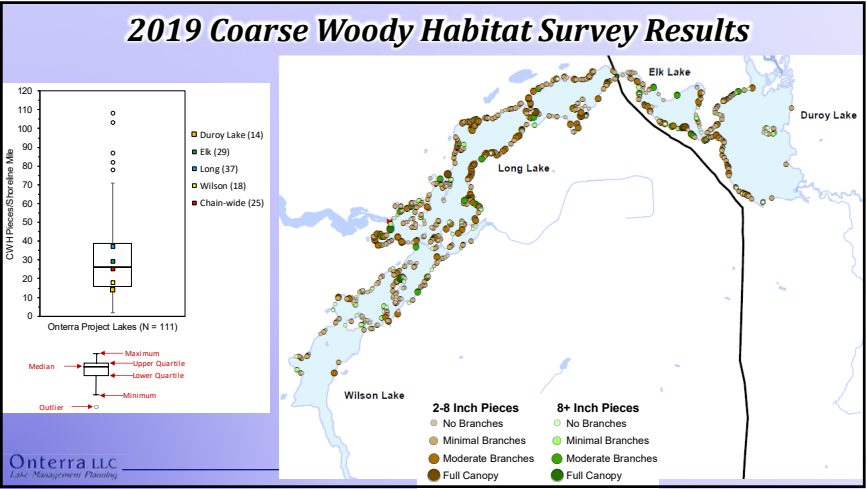 2019 Coarse Woody Habitat Survey Results
120
110
100
90
80
70
60
50
40
30
20
10
0
CWH Pieces/Shoreline Mile
Onterra Project Lakes (N = 111)
Duroy Lake (14)
Elk (29)
Long (37)
Wilson (18)
Chain-wide (25)
Maximum
Median
Upper Quartile
Lower Quartile
Minimum
Outlier
Elk Lake
Duroy Lake
Long Lake
Wilson Lake
2-8 Inch Pieces
No Branches
Minimal Branches
Moderate Branches
Full Canopy
8+ Inch Pieces
No Branches
Minimal Branches
Moderate Branches
Full Canopy
Onterra LLC
Lake Management Planning